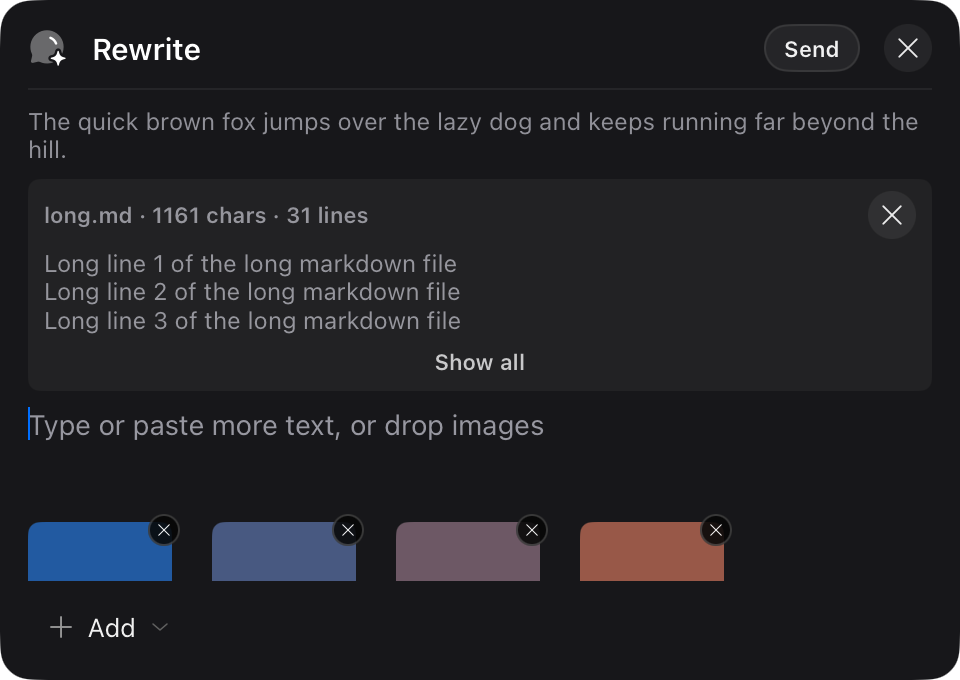 Rewrite
Send
The quick brown fox jumps over the lazy dog and keeps running far beyond the
hill.
long.md · 1161 chars · 31 lines
Long line 1 of the long markdown file
Long line 2 of the long markdown file
Long line 3 of the long markdown file
Show all
Type or paste more text, or drop images
Add